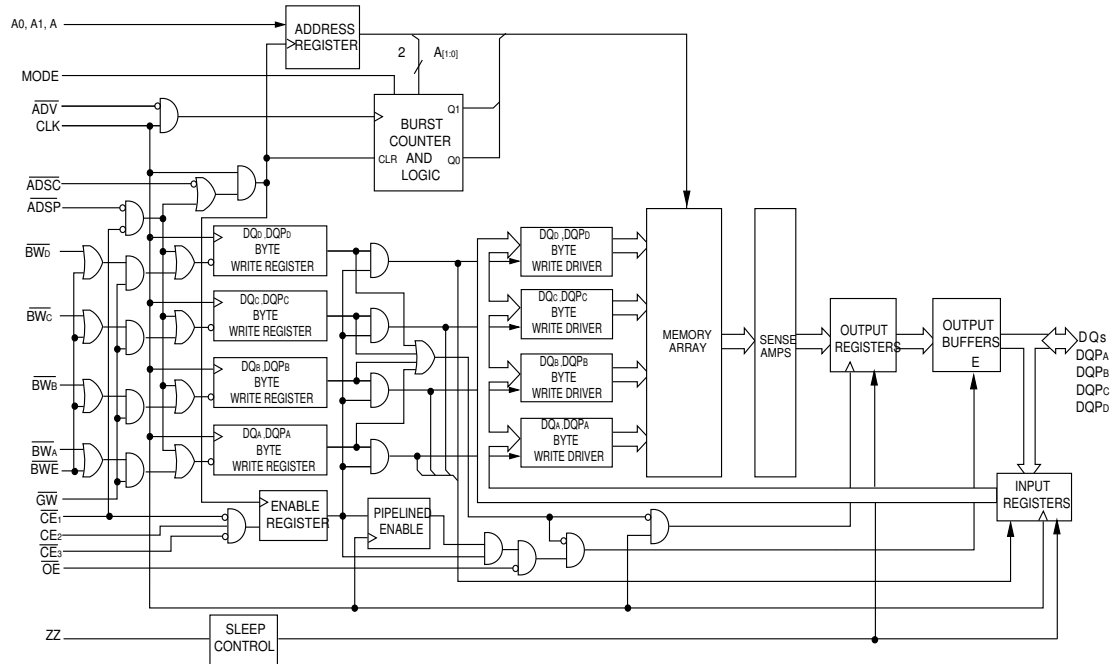 A0, A1, A
ADDRESS
REGISTER
2
A[1:0]
MODE
ADV
CLK
BURST
COUNTER
AND
LOGIC
Q1
CLR
Q0
ADSC
ADSP
BWD
DQD,DQPD
BYTE
WRITE REGISTER
DQD,DQPD
BYTE
WRITE DRIVER
BWC
DQC,DQPC
BYTE
WRITE REGISTER
DQC,DQPC
BYTE
WRITE DRIVER
MEMORY
ARRAY
SENSE
AMPS
OUTPUT
REGISTERS
OUTPUT
BUFFERS
E
DQs
DQPA
DQPB
DQPC
DQPD
BWB
DQB,DQPB
BYTE
WRITE REGISTER
DQB,DQPB
BYTE
WRITE DRIVER
BWA
BWE
DQA,DQPA
BYTE
WRITE REGISTER
DQA,DQPA
BYTE
WRITE DRIVER
GW
CE1
CE2
CE3
OE
ENABLE
REGISTER
PIPELINED
ENABLE
INPUT
REGISTERS
ZZ
SLEEP
CONTROL